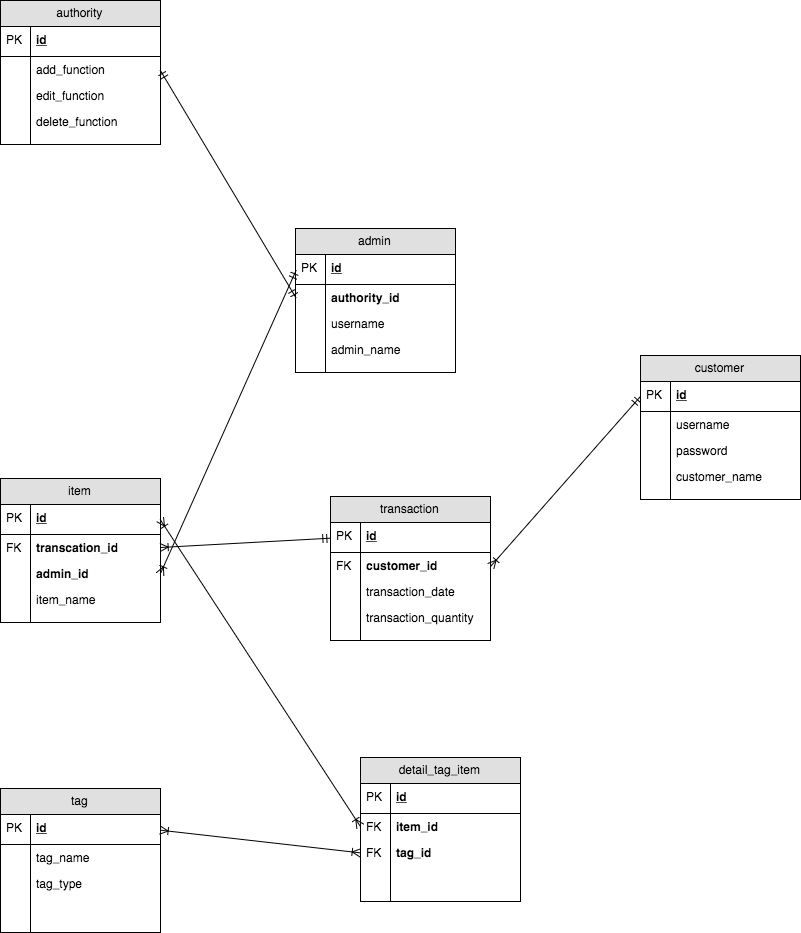 authority
PK id
add_function
edit_function
delete_function
admin
PK id
authority_id
username
admin_name
customer
PK id
username
password
customer_name
item
PK id
FK transcation_id
admin_id
item_name
transaction
PK id
FK customer_id
transaction_date
transaction_quantity
detail_tag_item
PK id
FK item_id
FK tag_id
tag
PK id
tag_name
tag_type